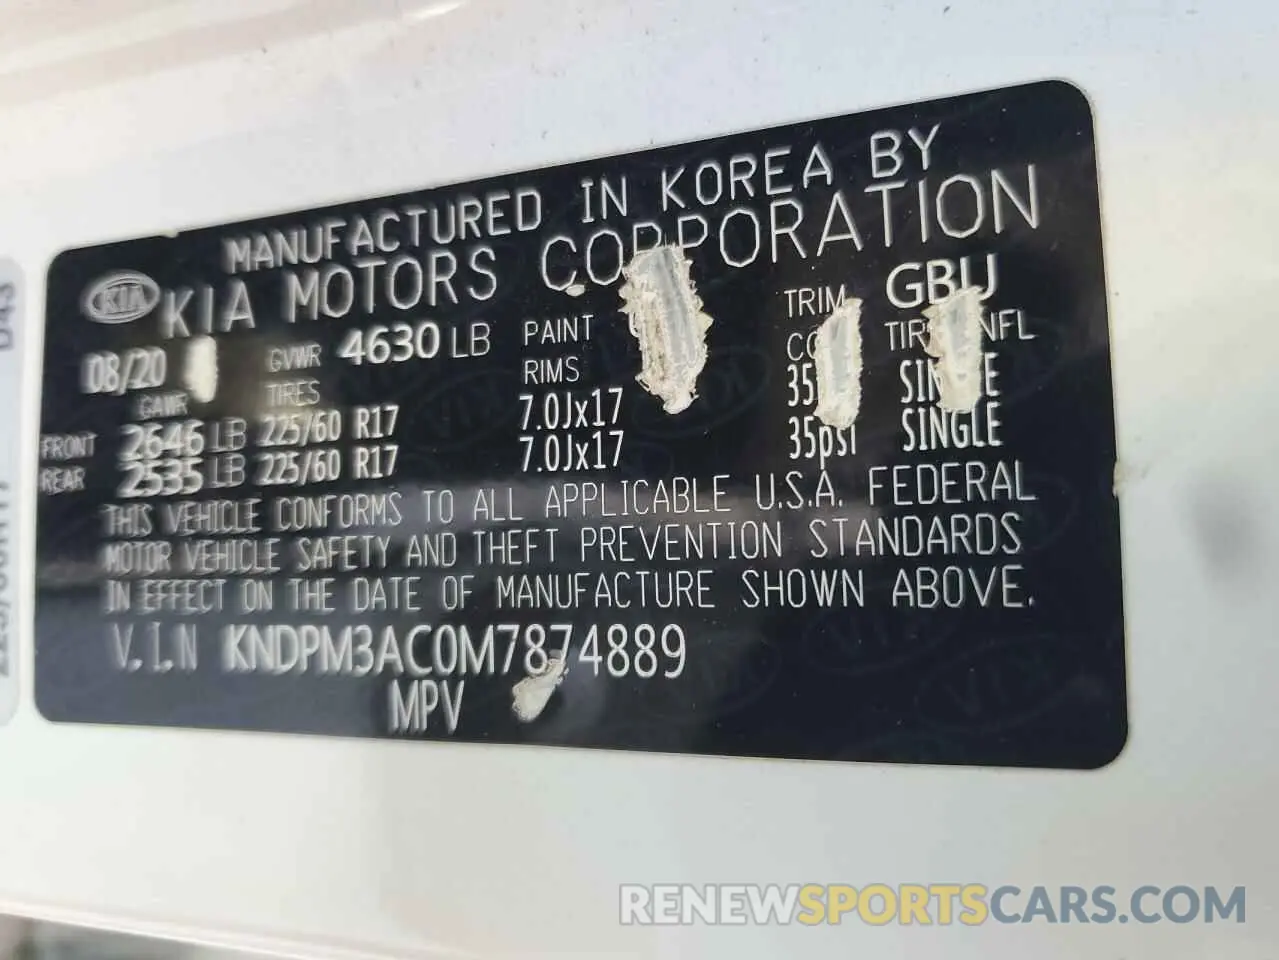 MANUFACTURED IN KOREA BY
KIA KIA MOTORS CORPORATION
08/20 GVWR 4630 LB PAINT TRIM GBU
GAWR TIRES RIMS
FRONT 2646 LB 225/60 R17 7.0Jx17 35 SINGLE
REAR 2535 LB 225/60 R17 7.0Jx17 35psi SINGLE
THIS VEHICLE CONFORMS TO ALL APPLICABLE U.S.A. FEDERAL
MOTOR VEHICLE SAFETY AND THEFT PREVENTION STANDARDS
IN EFFECT ON THE DATE OF MANUFACTURE SHOWN ABOVE.
V.I.N KNDPM3AC0M7874889
MPV
RENEWSPORTSCARS.COM